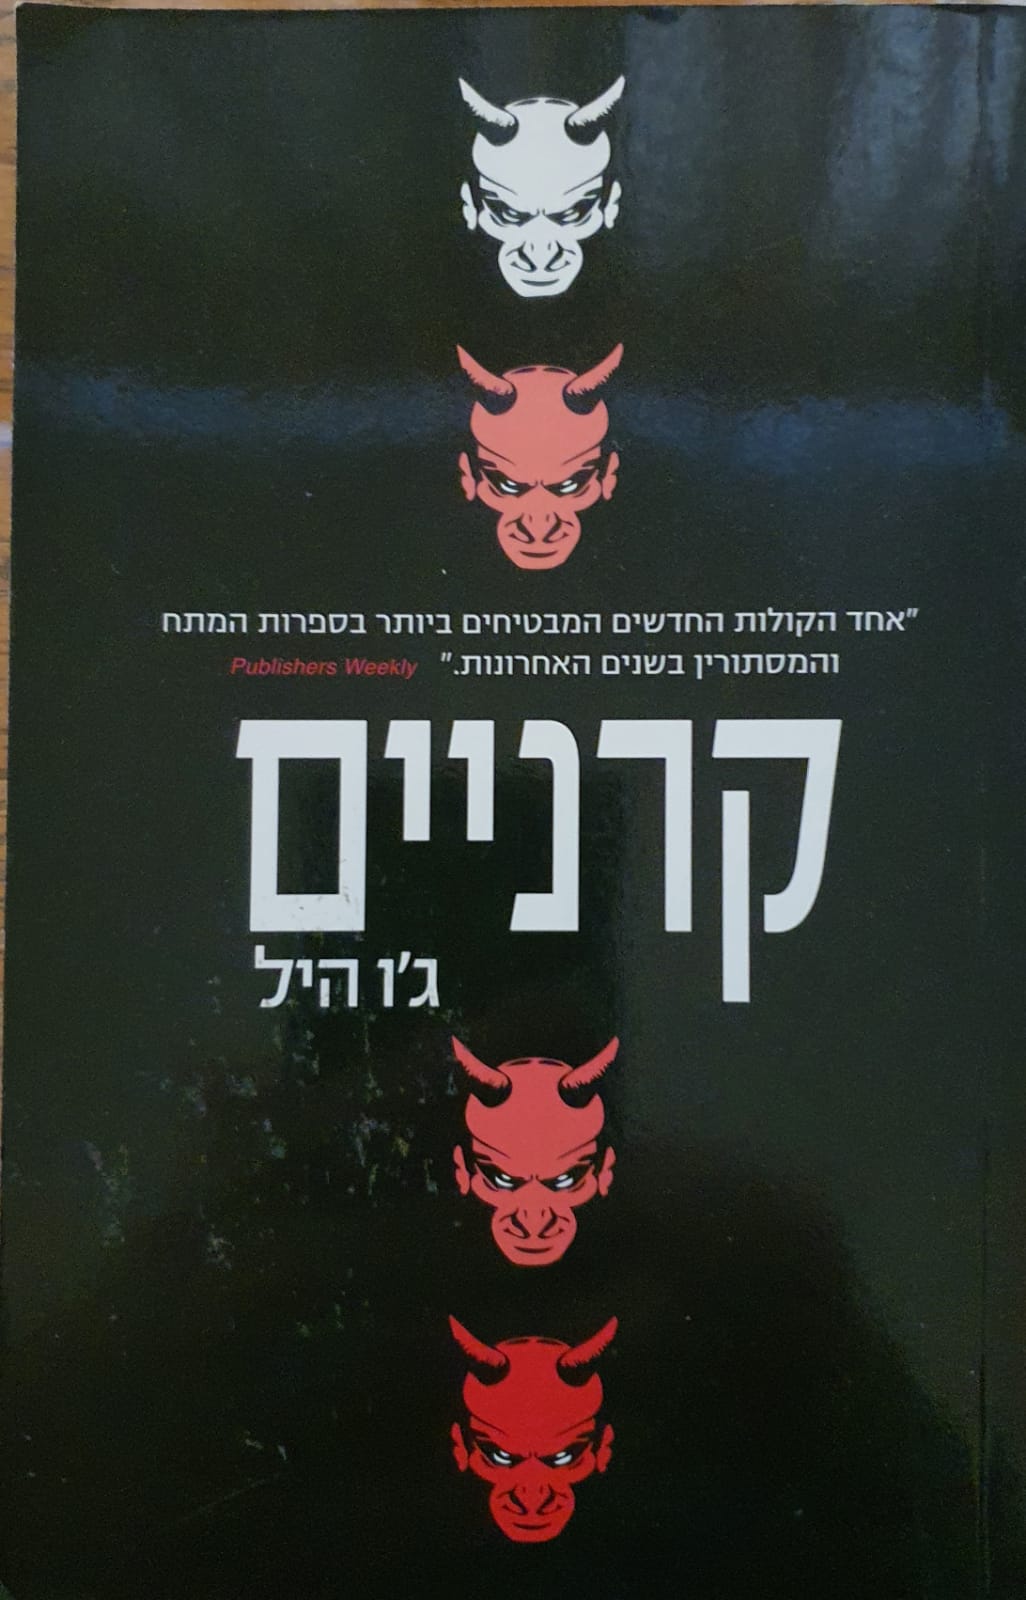 "אחד הקולות החדשים המבטיחים ביותר בספרות המתח
והמסתורין בשנים האחרונות." Publishers Weekly
קרניים
ג'ו היל